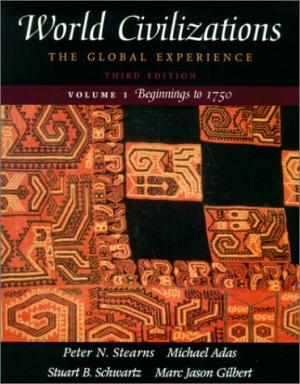 World Civilizations
THE GLOBAL EXPERIENCE
THIRD EDITION
VOLUME 1 Beginnings to 1750
Peter N. Stearns Michael Adas
Stuart B. Schwartz Marc Jason Gilbert